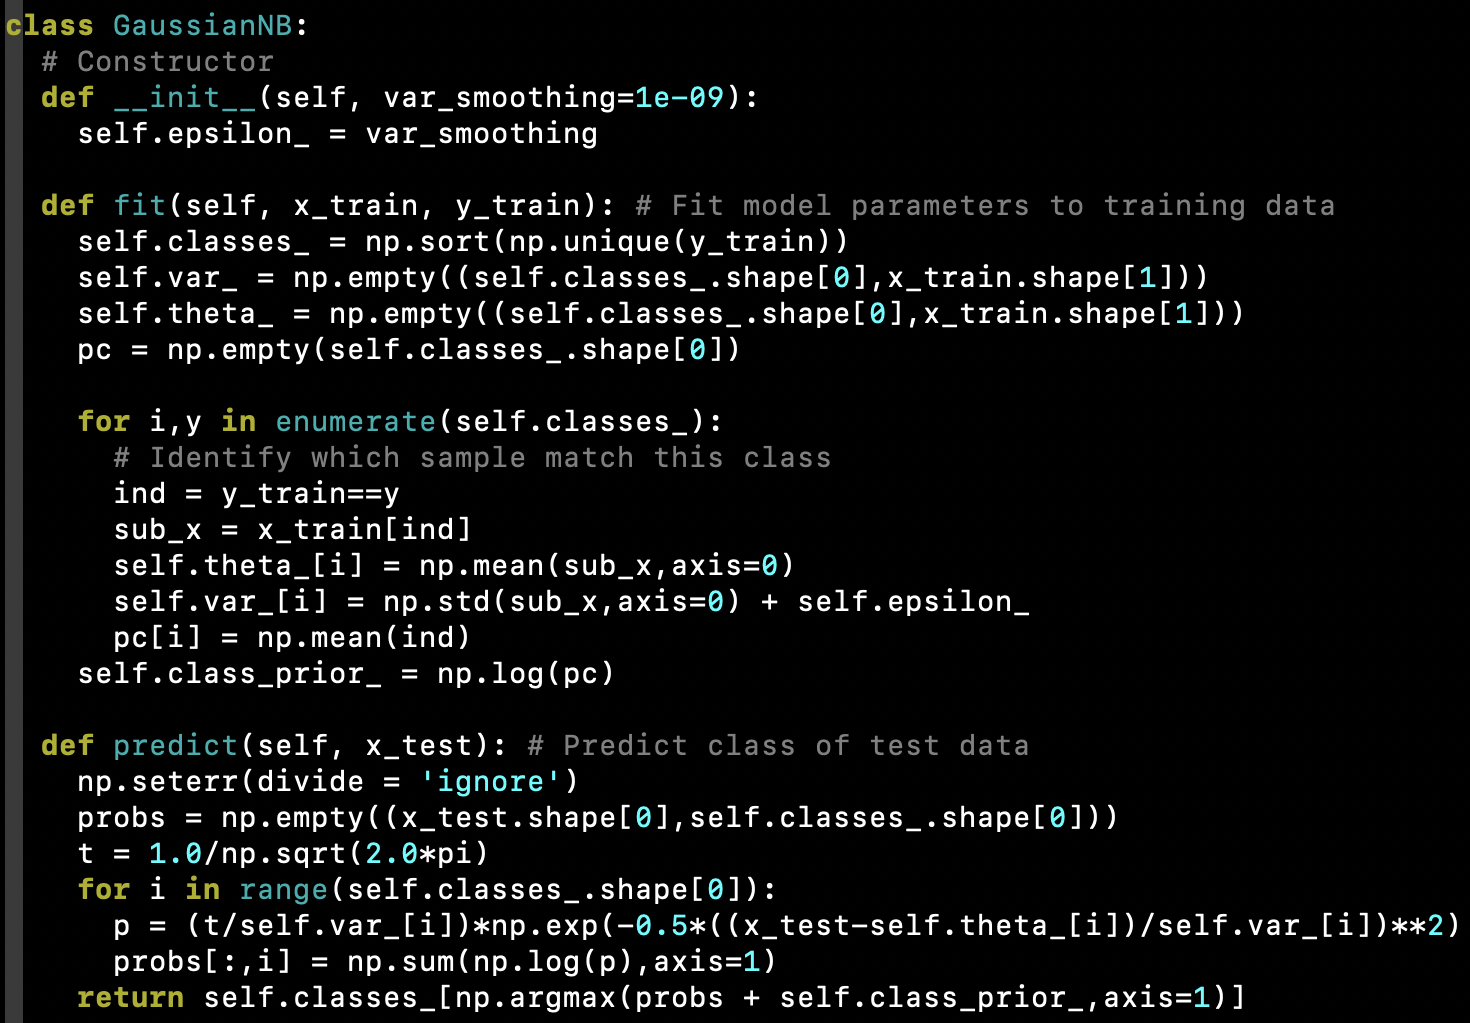 class GaussianNB:
  # Constructor
  def __init__(self, var_smoothing=1e-09):
    self.epsilon_ = var_smoothing

  def fit(self, x_train, y_train): # Fit model parameters to training data
    self.classes_ = np.sort(np.unique(y_train))
    self.var_ = np.empty((self.classes_.shape[0],x_train.shape[1]))
    self.theta_ = np.empty((self.classes_.shape[0],x_train.shape[1]))
    pc = np.empty(self.classes_.shape[0])

    for i,y in enumerate(self.classes_):
      # Identify which sample match this class
      ind = y_train==y
      sub_x = x_train[ind]
      self.theta_[i] = np.mean(sub_x,axis=0)
      self.var_[i] = np.std(sub_x,axis=0) + self.epsilon_
      pc[i] = np.mean(ind)
    self.class_prior_ = np.log(pc)

  def predict(self, x_test): # Predict class of test data
    np.seterr(divide = 'ignore')
    probs = np.empty((x_test.shape[0],self.classes_.shape[0]))
    t = 1.0/np.sqrt(2.0*pi)
    for i in range(self.classes_.shape[0]):
      p = (t/self.var_[i])*np.exp(-0.5*((x_test-self.theta_[i])/self.var_[i])**2)
      probs[:,i] = np.sum(np.log(p),axis=1)
    return self.classes_[np.argmax(probs + self.class_prior_,axis=1)]